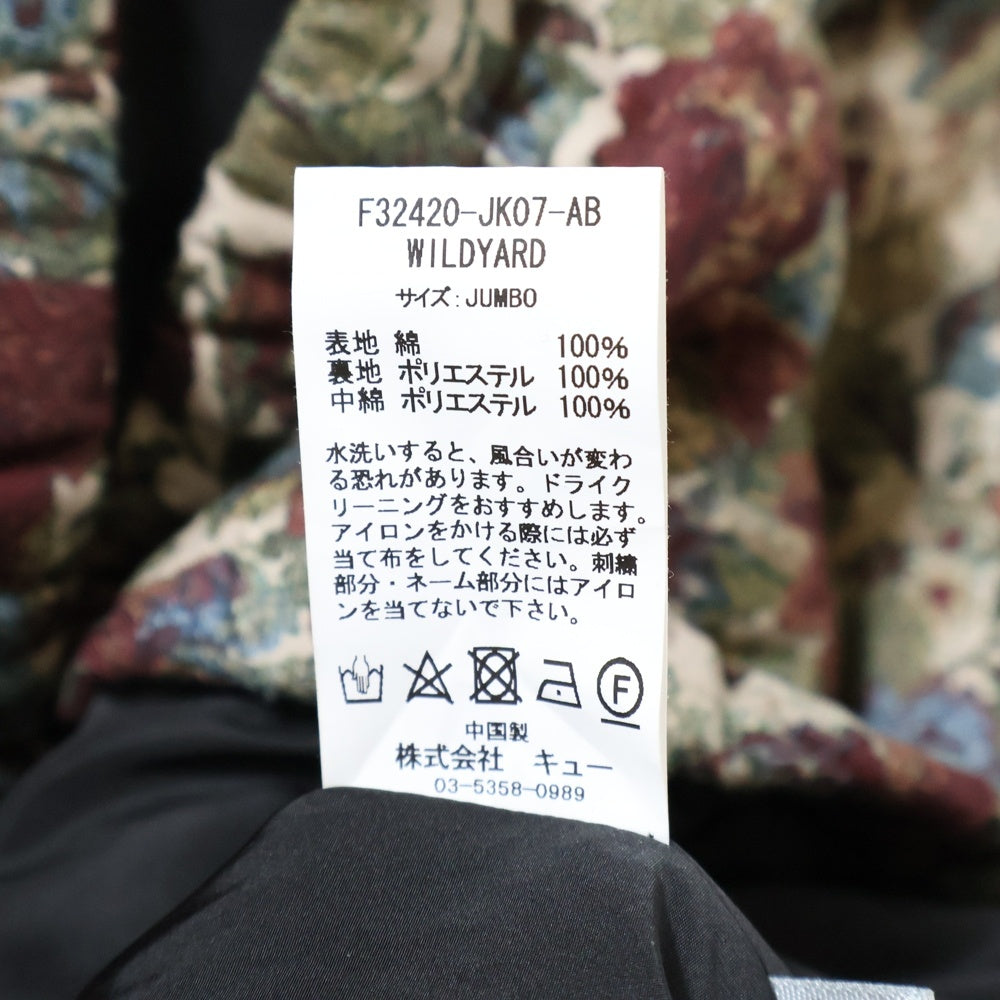 F32420-JK07-AB
WILDYARD
サイズ:JUMBO
表地 綿 100%
裏地 ポリエステル 100%
中綿 ポリエステル 100%
水洗いすると、風合いが変わ
る恐れがあります。ドライク
リーニングをおすすめします。
アイロンをかける際には必ず
当て布をしてください。刺繍
部分・ネーム部分にはアイロ
ンを当てないで下さい。
F
中国製
株式会社 キュー
03-5358-0989